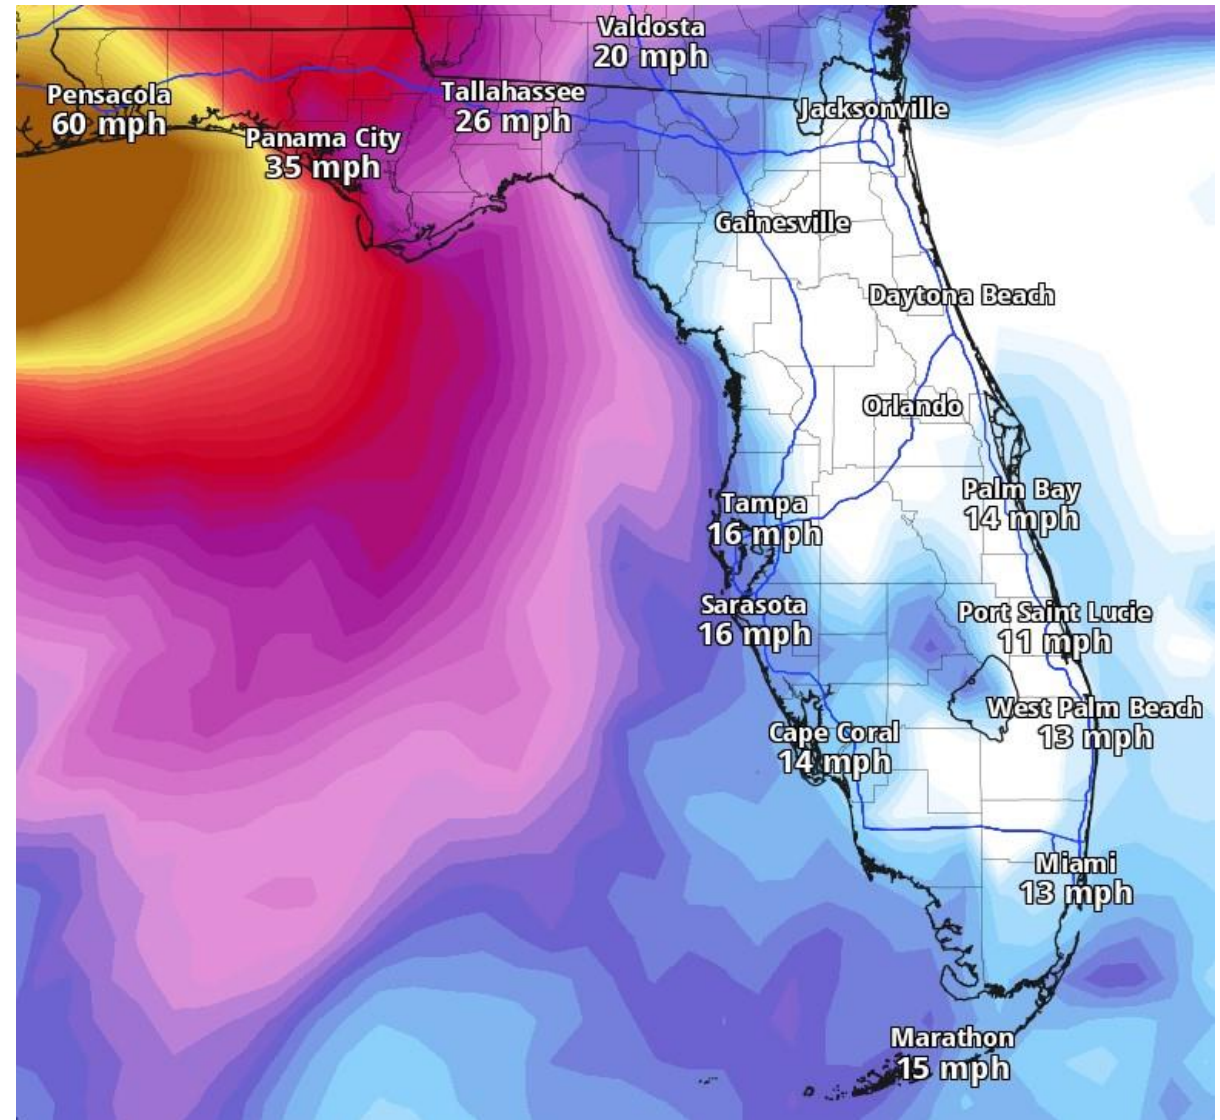 Valdosta
20 mph
Pensacola
60 mph
Tallahassee
26 mph
Jacksonville
Panama City
35 mph
Gainesville
Daytona Beach
Orlando
Tampa
16 mph
Palm Bay
14 mph
Sarasota
16 mph
Port Saint Lucie
11 mph
West Palm Beach
13 mph
Cape Coral
14 mph
Miami
13 mph
Marathon
15 mph